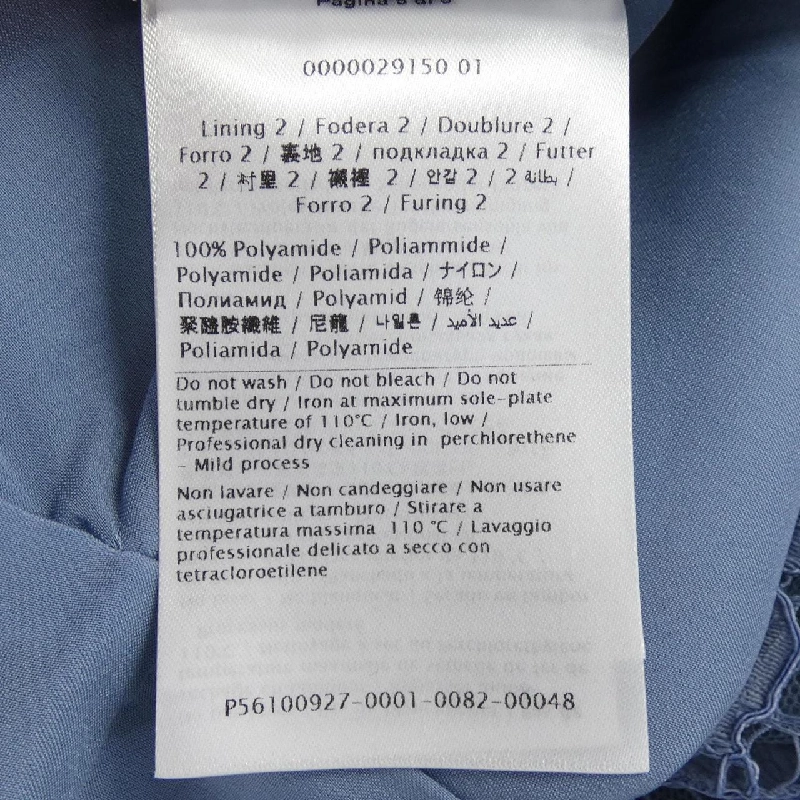 0000029150 01
Lining 2 / Fodera 2 / Doublure 2 /
Forro 2 / 裏地 2 / подкладка 2 / Futter
2 / 衬里 2 / 襯裡 2 / 안감 2 / 2 بطانة /
Forro 2 / Furing 2
100% Polyamide / Poliammide /
Polyamide / Poliamida / ナイロン /
Полиамид / Polyamid / 锦纶 /
聚醯胺纖維 / 尼龍 / 나일론 / عديد الأميد /
Poliamida / Polyamide
Do not wash / Do not bleach / Do not
tumble dry / Iron at maximum sole-plate
temperature of 110°C / Iron, low /
Professional dry cleaning in perchlorethene
- Mild process
Non lavare / Non candeggiare / Non usare
asciugatrice a tamburo / Stirare a
temperatura massima 110 °C / Lavaggio
professionale delicato a secco con
tetracloroetilene
P56100927-0001-0082-00048